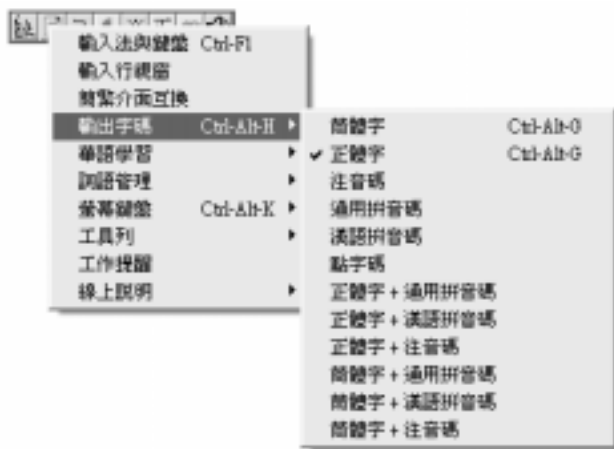 輸入法與鍵盤 Ctrl-F1
輸入行視窗
簡繁介面互換
輸出字碼 Ctrl-Alt-H
華語學習
詞語管理
螢幕鍵盤 Ctrl-Alt-K
工具列
工作提醒
線上說明
簡體字 Ctrl-Alt-G
✓ 正體字 Ctrl-Alt-G
注音碼
通用拼音碼
漢語拼音碼
點字碼
正體字+通用拼音碼
正體字+漢語拼音碼
正體字+注音碼
簡體字+通用拼音碼
簡體字+漢語拼音碼
簡體字+注音碼